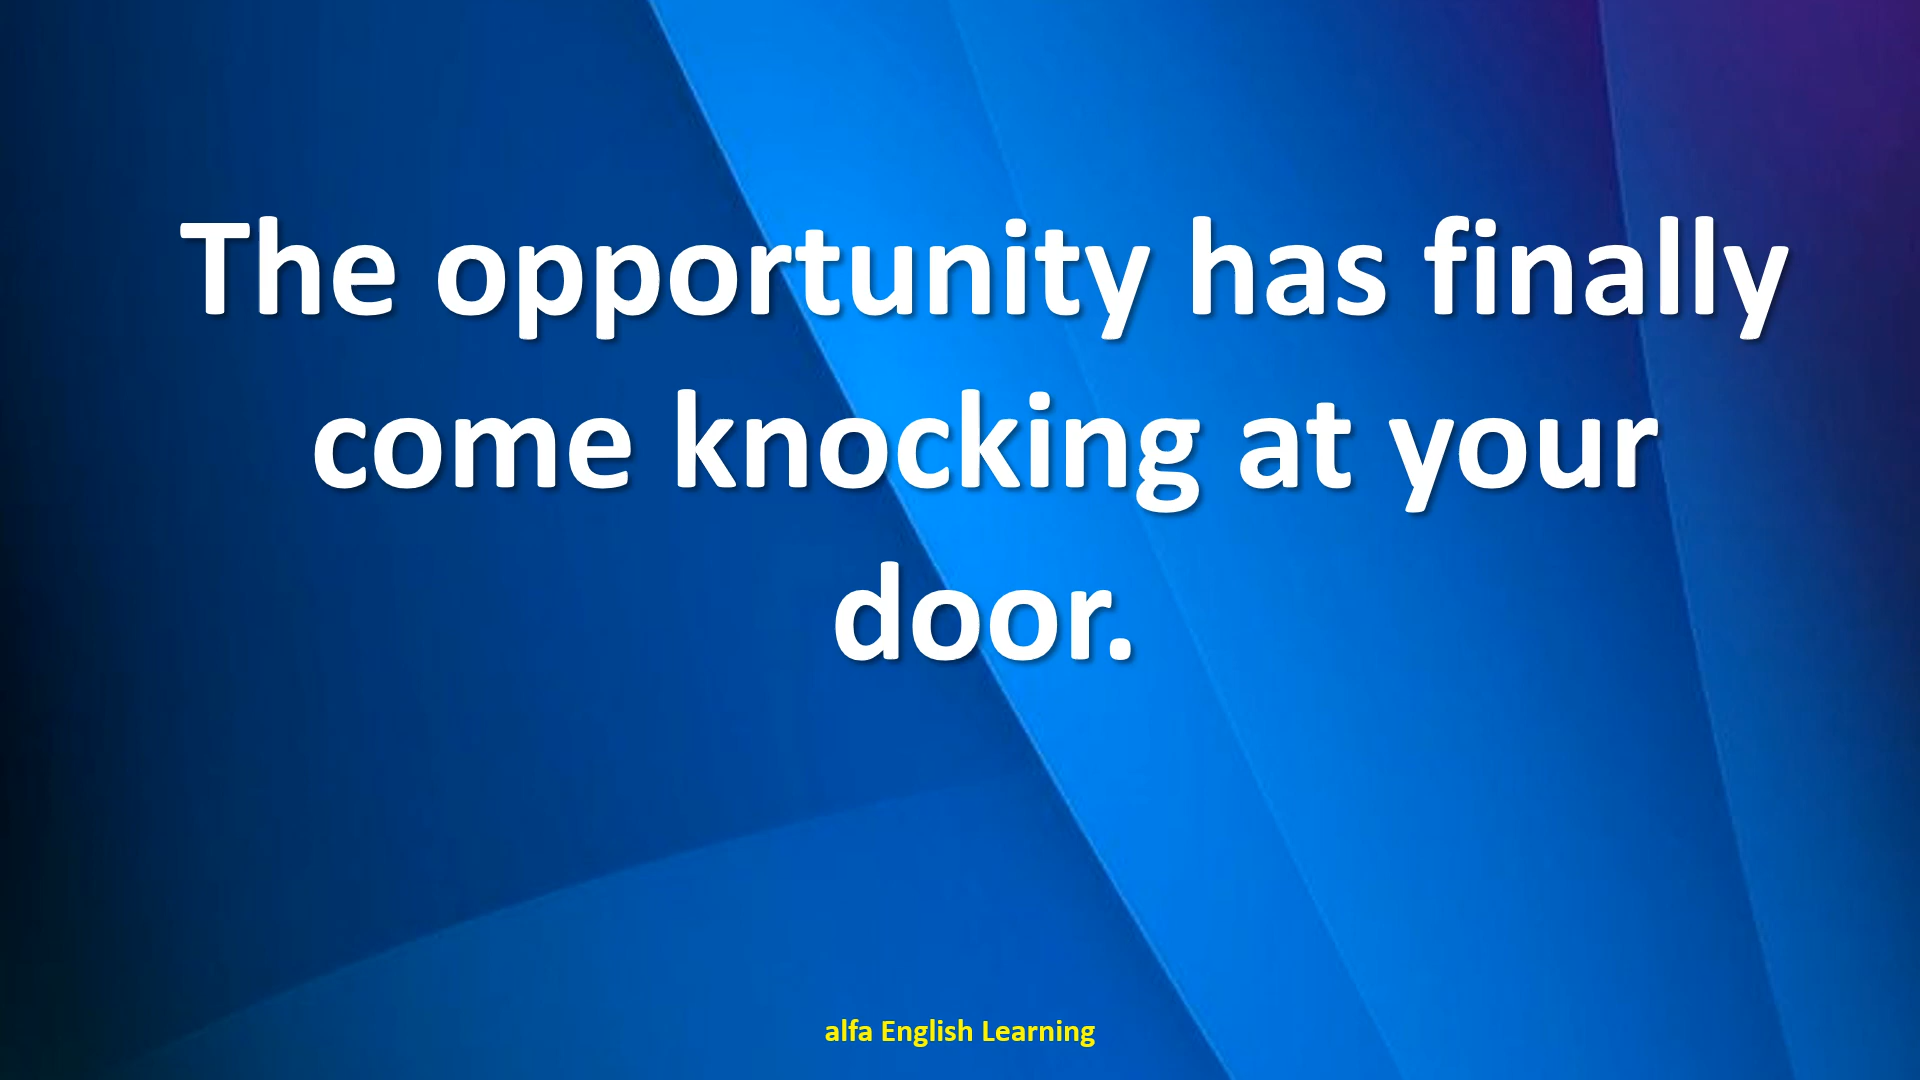 The opportunity has finally
come knocking at your
door.
alfa English Learning